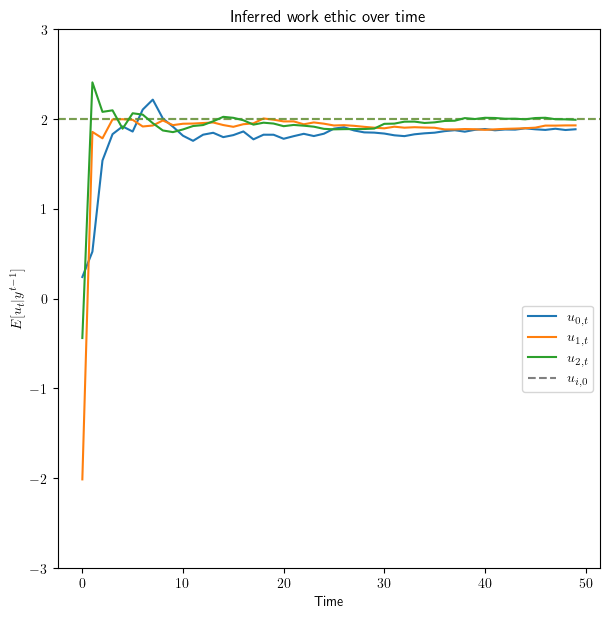 Inferred work ethic over time
3
2
1
0
−1
−2
−3
E[u_t|y^{t−1}]
u_{0,t}
u_{1,t}
u_{2,t}
u_{i,0}
0 10 20 30 40 50
Time